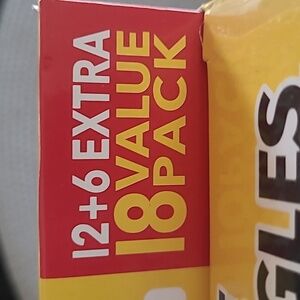 12+6 EXTRA
18 VALUE
PACK
GLES